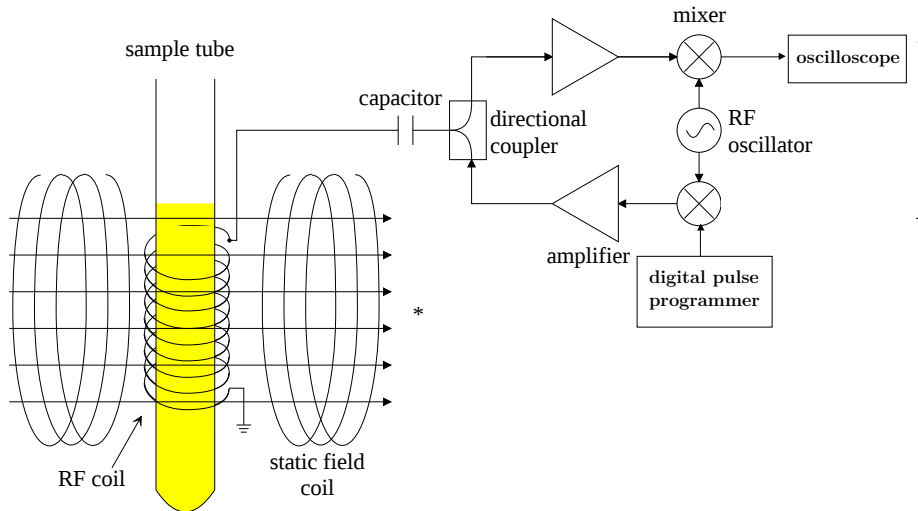 mixer
sample tube
oscilloscope
capacitor
directional
coupler
RF
oscillator
amplifier
digital pulse
programmer
*
static field
coil
RF coil